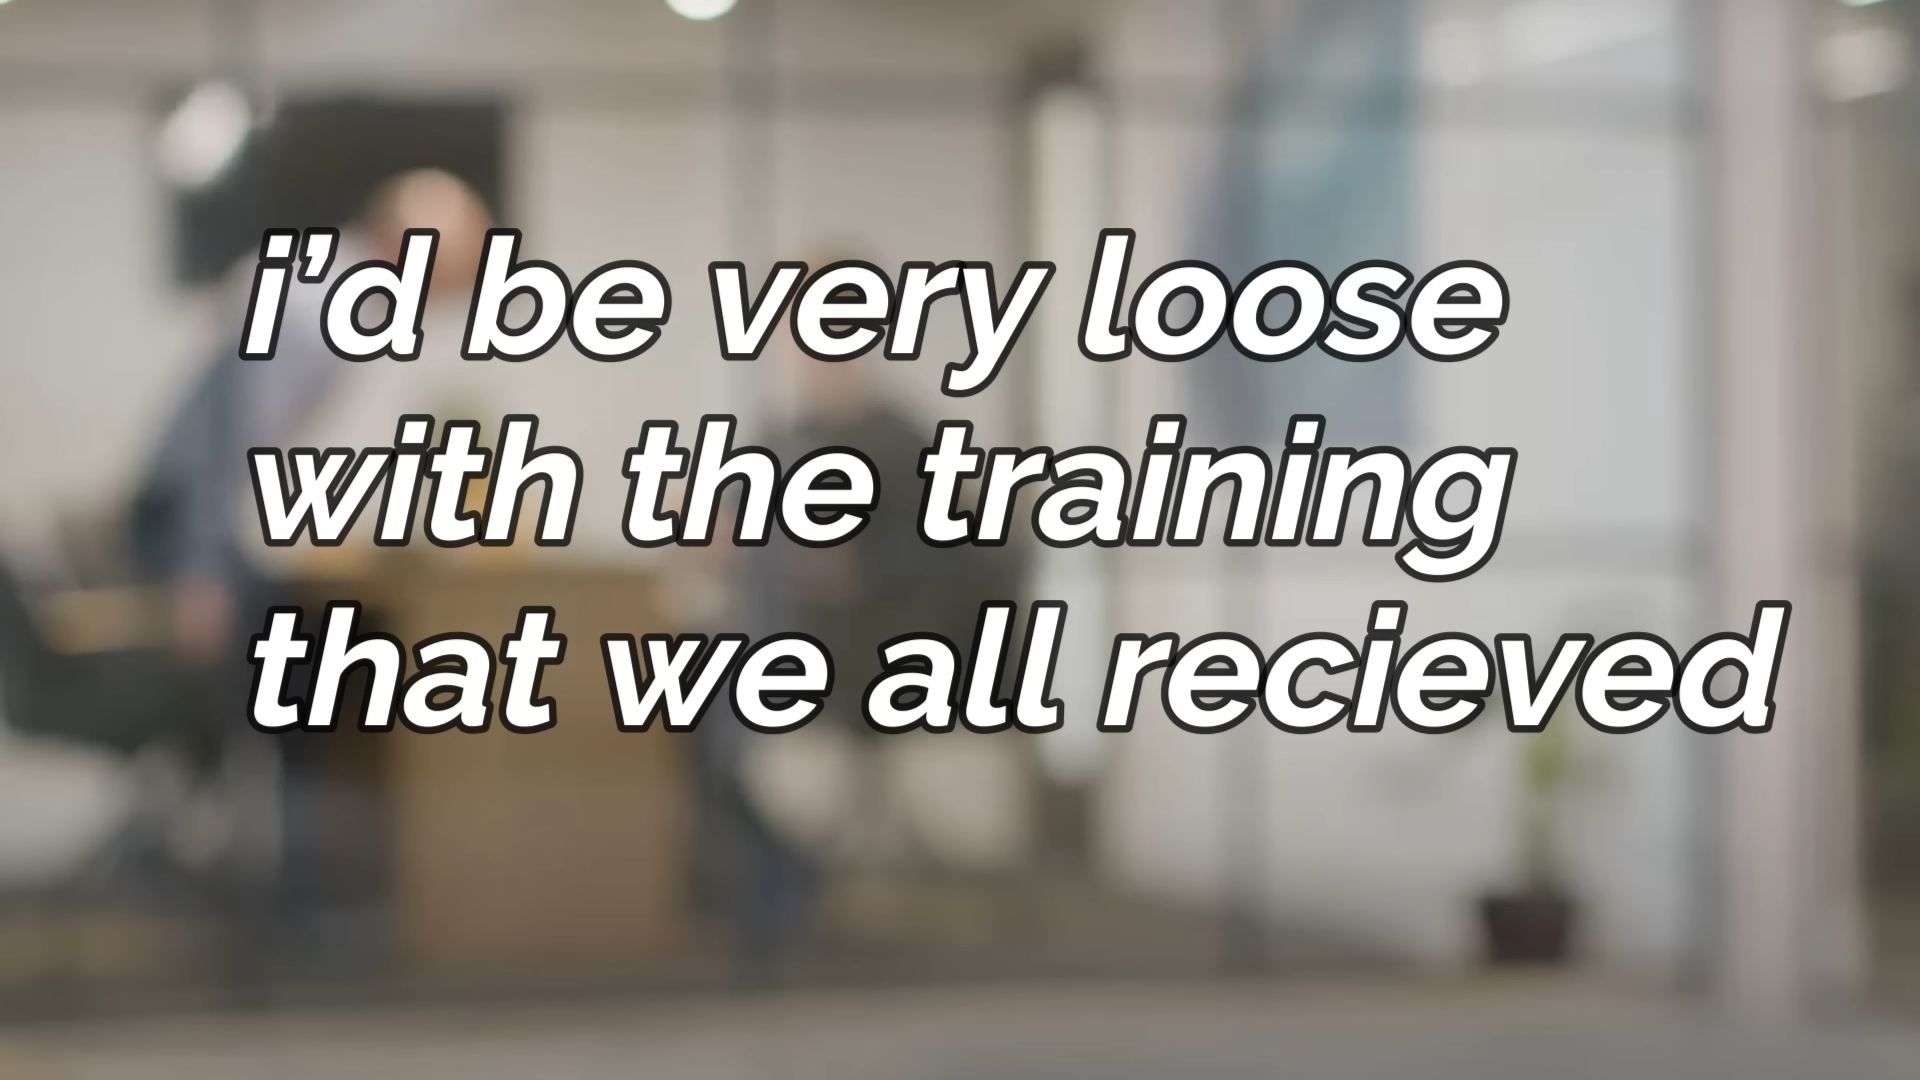 i’d be very loose
with the training
that we all recieved